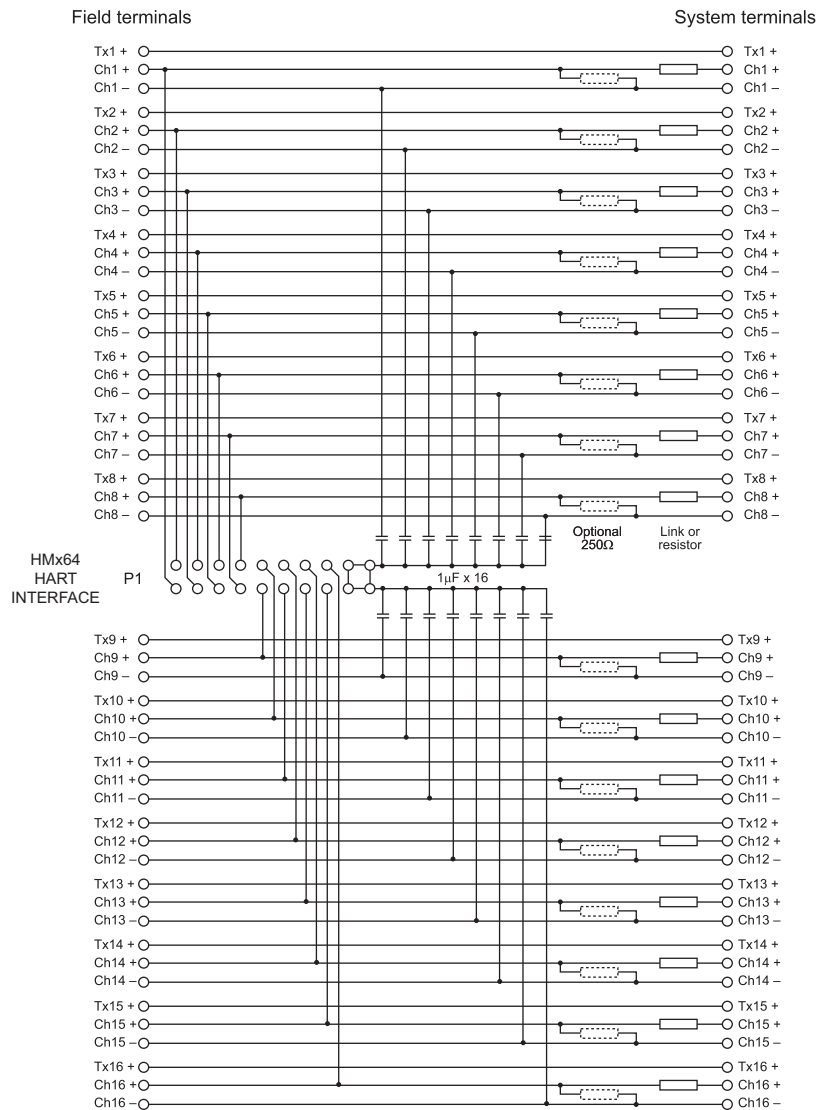 Field terminals System terminals
Tx1 + Tx1 +
Ch1 + Ch1 +
Ch1 – Ch1 –
Tx2 + Tx2 +
Ch2 + Ch2 +
Ch2 – Ch2 –
Tx3 + Tx3 +
Ch3 + Ch3 +
Ch3 – Ch3 –
Tx4 + Tx4 +
Ch4 + Ch4 +
Ch4 – Ch4 –
Tx5 + Tx5 +
Ch5 + Ch5 +
Ch5 – Ch5 –
Tx6 + Tx6 +
Ch6 + Ch6 +
Ch6 – Ch6 –
Tx7 + Tx7 +
Ch7 + Ch7 +
Ch7 – Ch7 –
Tx8 + Tx8 +
Ch8 + Ch8 +
Ch8 – Ch8 –
Optional
250Ω
Link or
resistor
HMx64
HART
INTERFACE
P1
1µF x 16
Tx9 + Tx9 +
Ch9 + Ch9 +
Ch9 – Ch9 –
Tx10 + Tx10 +
Ch10 + Ch10 +
Ch10 – Ch10 –
Tx11 + Tx11 +
Ch11 + Ch11 +
Ch11 – Ch11 –
Tx12 + Tx12 +
Ch12 + Ch12 +
Ch12 – Ch12 –
Tx13 + Tx13 +
Ch13 + Ch13 +
Ch13 – Ch13 –
Tx14 + Tx14 +
Ch14 + Ch14 +
Ch14 – Ch14 –
Tx15 + Tx15 +
Ch15 + Ch15 +
Ch15 – Ch15 –
Tx16 + Tx16 +
Ch16 + Ch16 +
Ch16 – Ch16 –